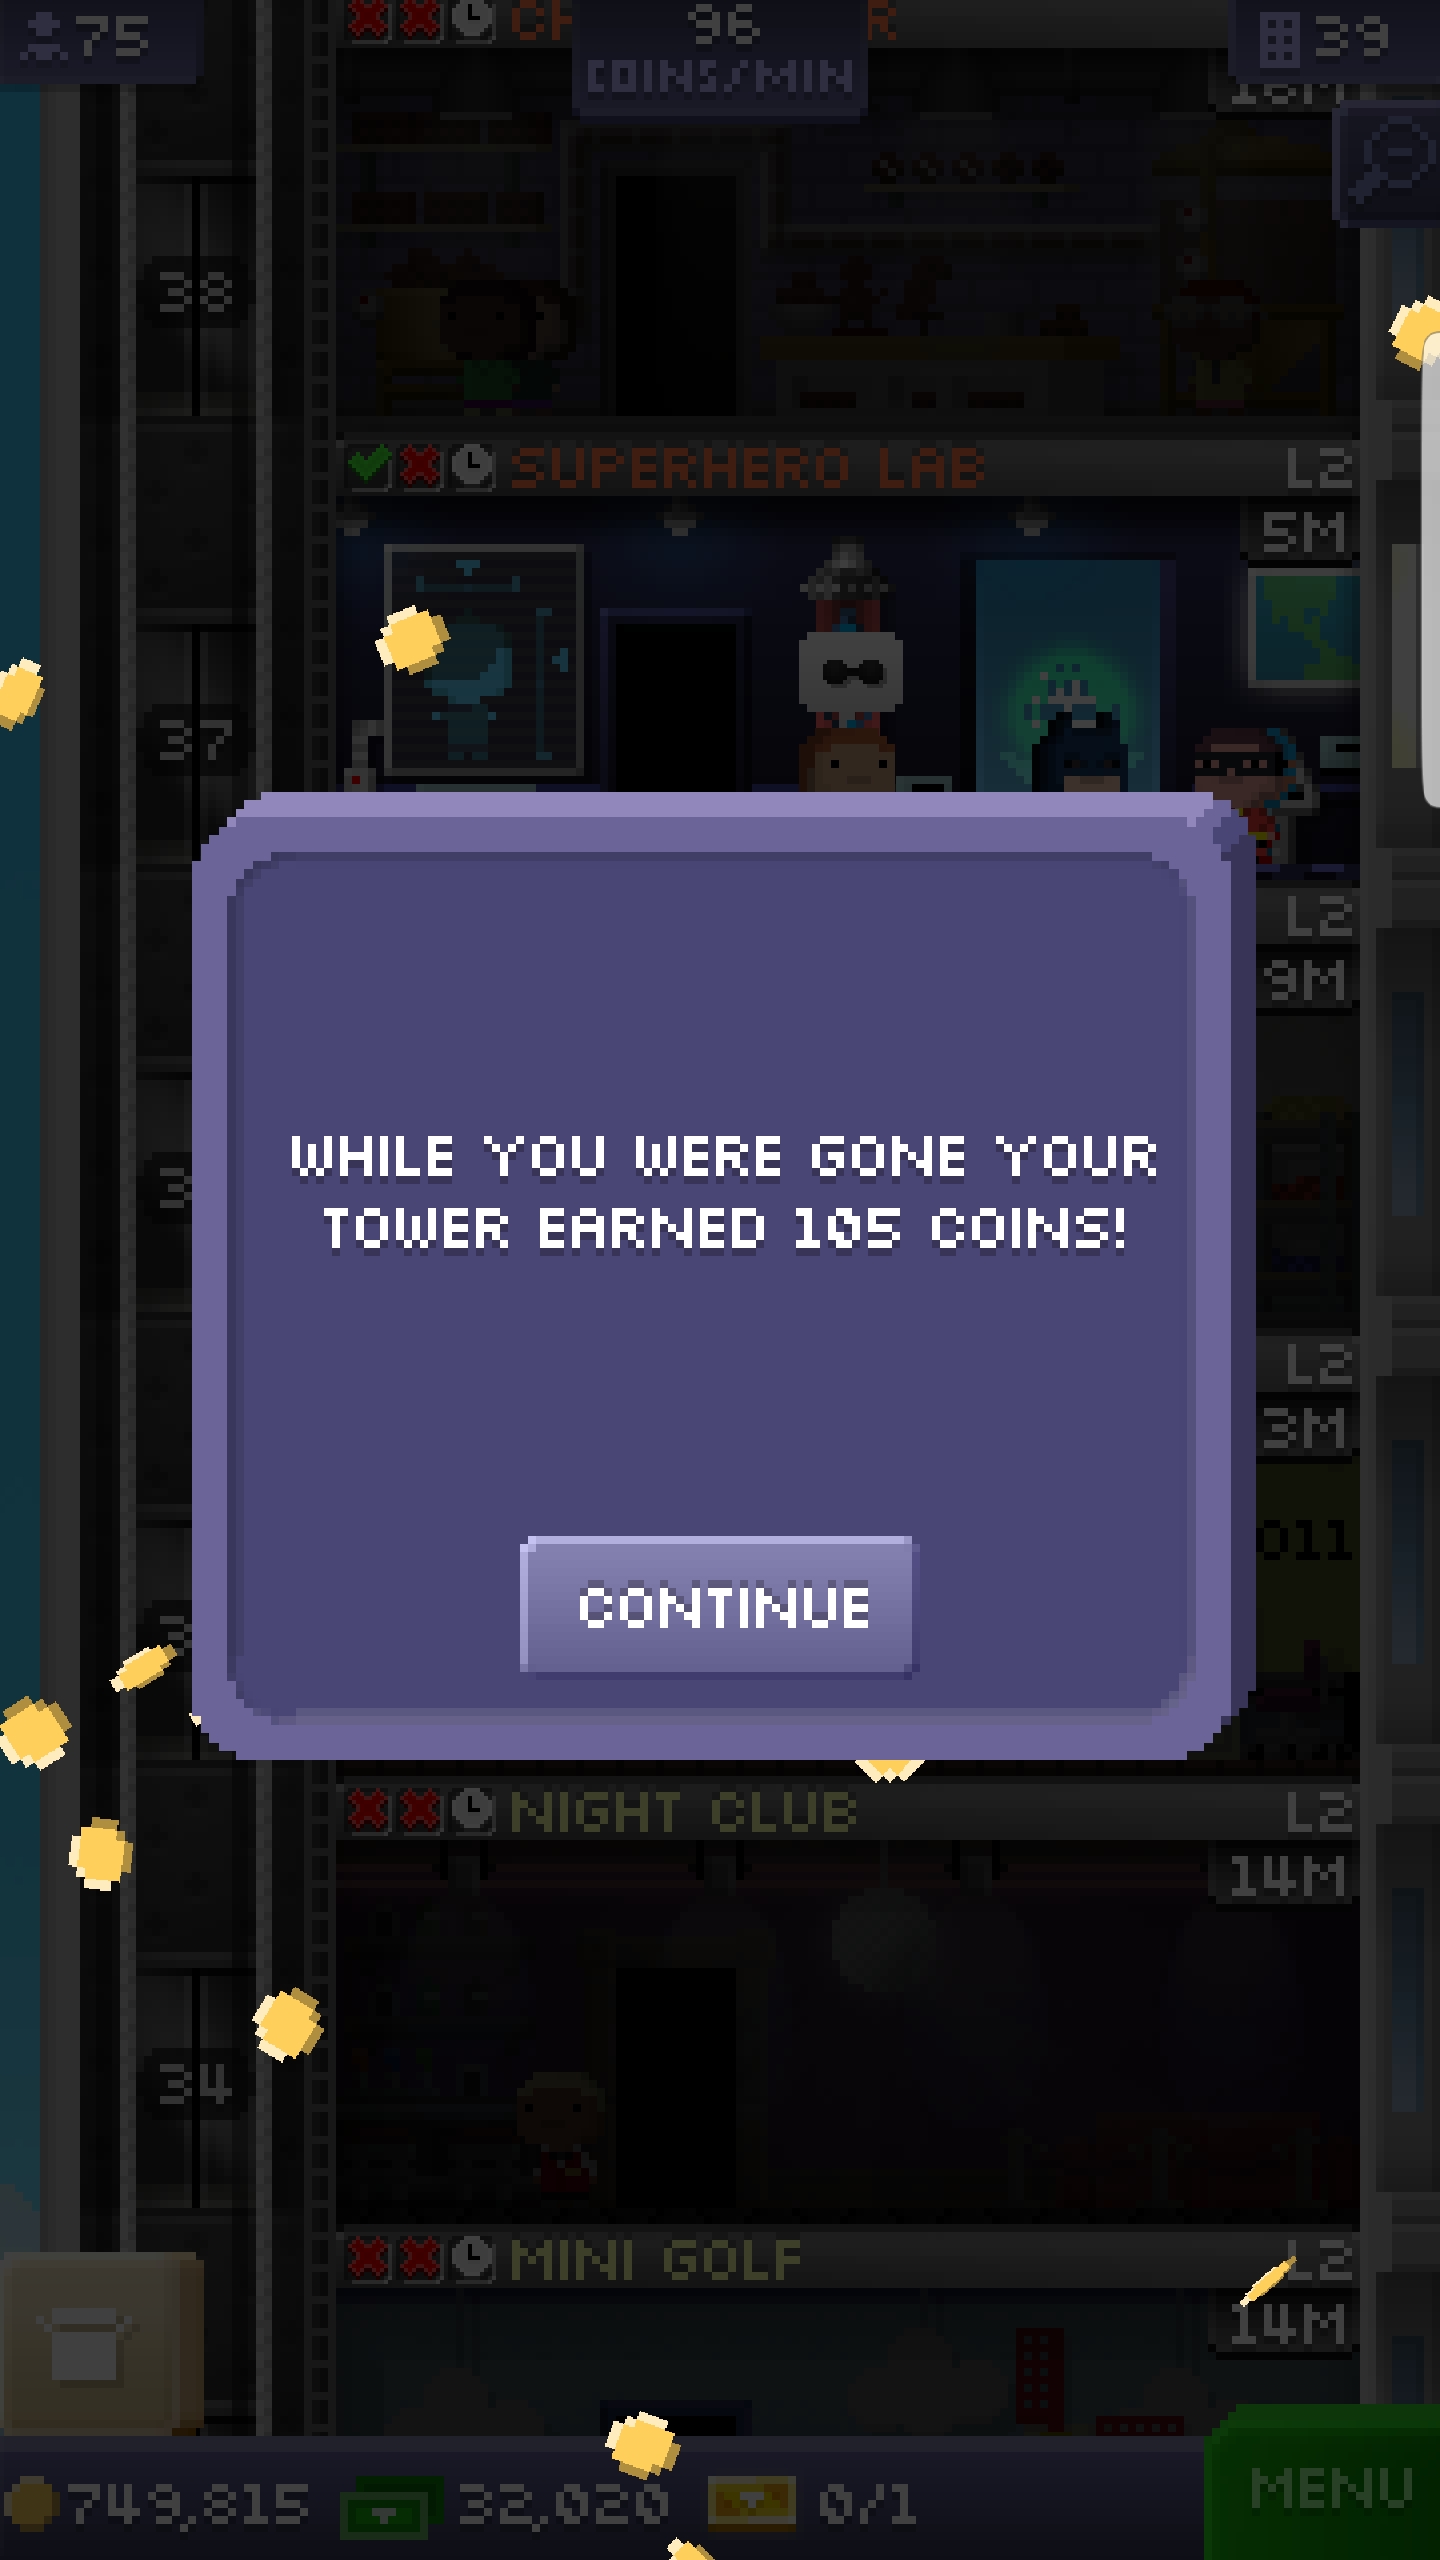 75
96
COINS/MIN
39
38
SUPERHERO LAB
L2
5M
37
L2
9M
WHILE YOU WERE GONE YOUR
TOWER EARNED 105 COINS!
L2
3M
CONTINUE
NIGHT CLUB
L2
14M
34
MINI GOLF
L2
14M
749,815
32,020
0/1
MENU